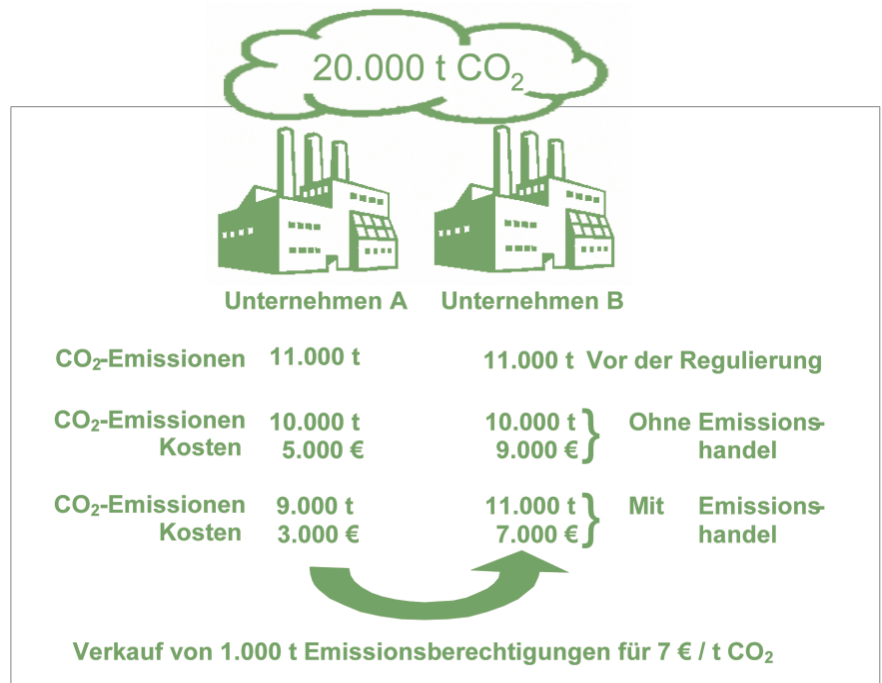 20.000 t CO₂
Unternehmen A Unternehmen B
CO₂-Emissionen 11.000 t 11.000 t Vor der Regulierung
CO₂-Emissionen 10.000 t 10.000 t } Ohne Emissions-
Kosten 5.000 € 9.000 € handel
CO₂-Emissionen 9.000 t 11.000 t } Mit Emissions-
Kosten 3.000 € 7.000 € handel
Verkauf von 1.000 t Emissionsberechtigungen für 7 € / t CO₂